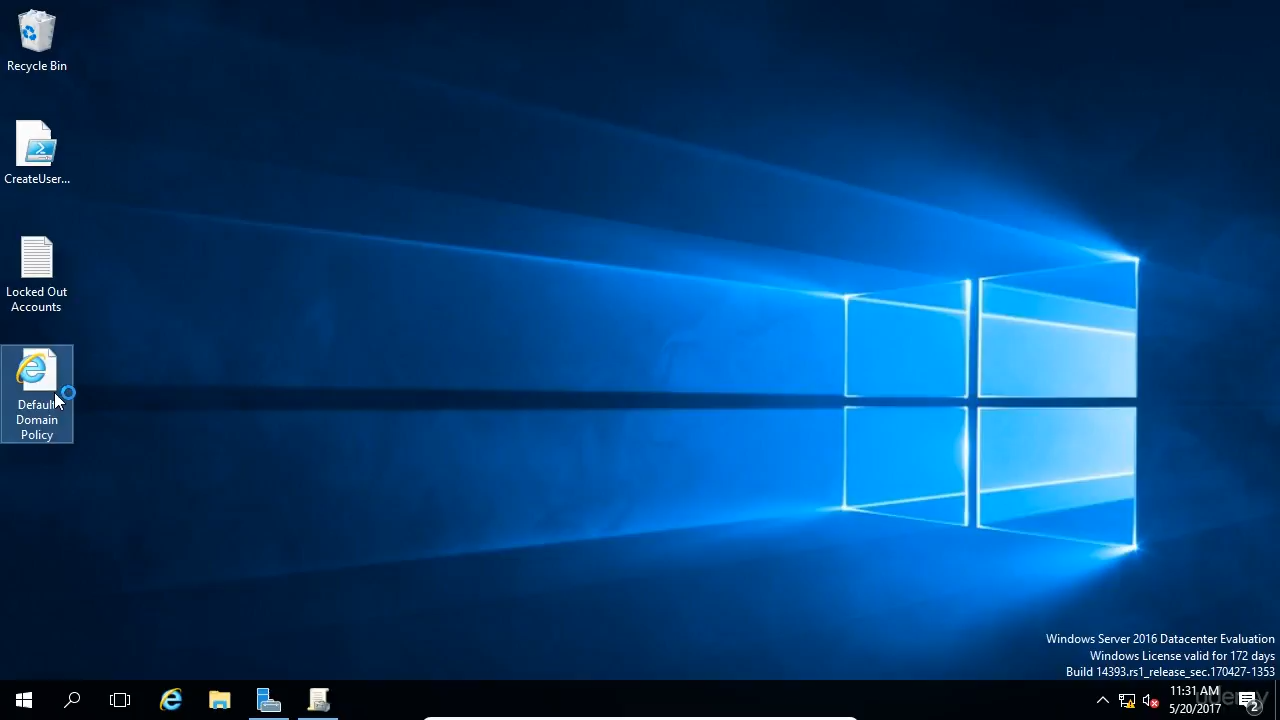 Recycle Bin
CreateUser...
Locked Out
Accounts
Default
Domain
Policy
Windows Server 2016 Datacenter Evaluation
Windows License valid for 172 days
Build 14393.rs1_release_sec.170427-1353
11:31 AM
5/20/2017
udemy
2